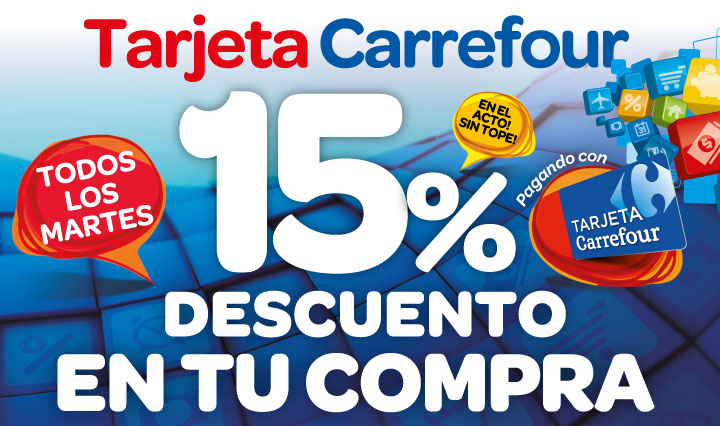 Tarjeta Carrefour
15%
EN EL
ACTO!
SIN TOPE!
TODOS
LOS
MARTES
Pagando con
TARJETA
Carrefour
DESCUENTO
EN TU COMPRA